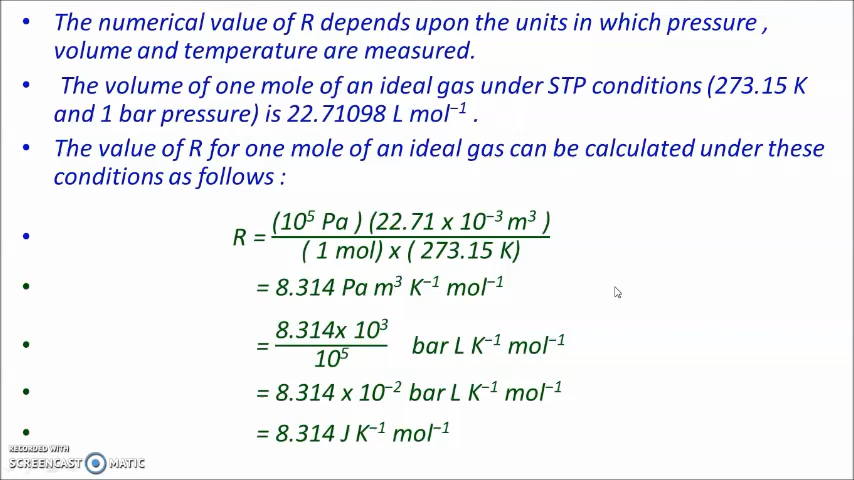 • The numerical value of R depends upon the units in which pressure ,
volume and temperature are measured.
• The volume of one mole of an ideal gas under STP conditions (273.15 K
and 1 bar pressure) is 22.71098 L mol⁻¹ .
• The value of R for one mole of an ideal gas can be calculated under these
conditions as follows :
• R = (10⁵ Pa ) (22.71 x 10⁻³ m³ )
( 1 mol) x ( 273.15 K)
• = 8.314 Pa m³ K⁻¹ mol⁻¹
• = 8.314x 10³
10⁵ bar L K⁻¹ mol⁻¹
• = 8.314 x 10⁻² bar L K⁻¹ mol⁻¹
• = 8.314 J K⁻¹ mol⁻¹
RECORDED WITH
SCREENCAST MATIC